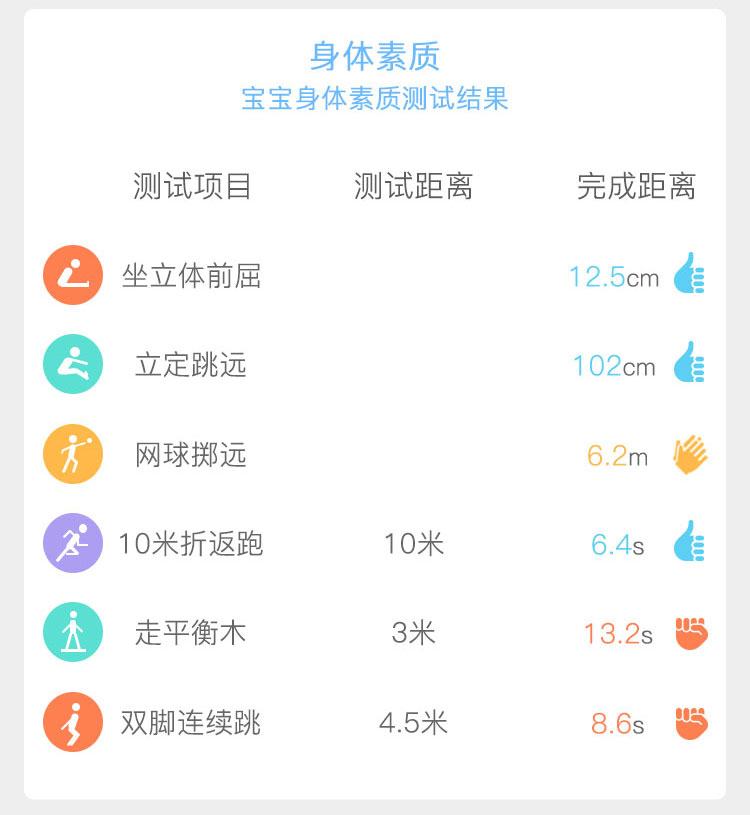 身体素质
宝宝身体素质测试结果
测试项目 测试距离 完成距离
坐立体前屈 12.5cm
立定跳远 102cm
网球掷远 6.2m
10米折返跑 10米 6.4s
走平衡木 3米 13.2s
双脚连续跳 4.5米 8.6s